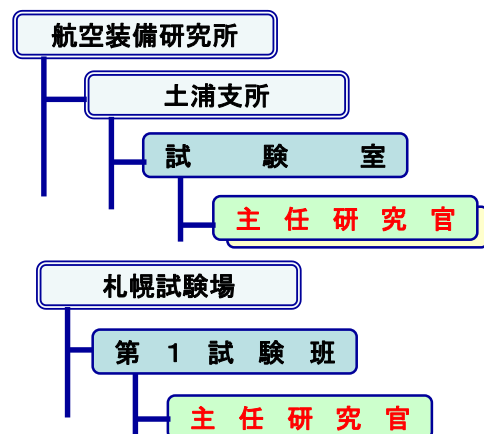 航空装備研究所
土浦支所
試験室
主任研究官
札幌試験場
第1試験班
主任研究官